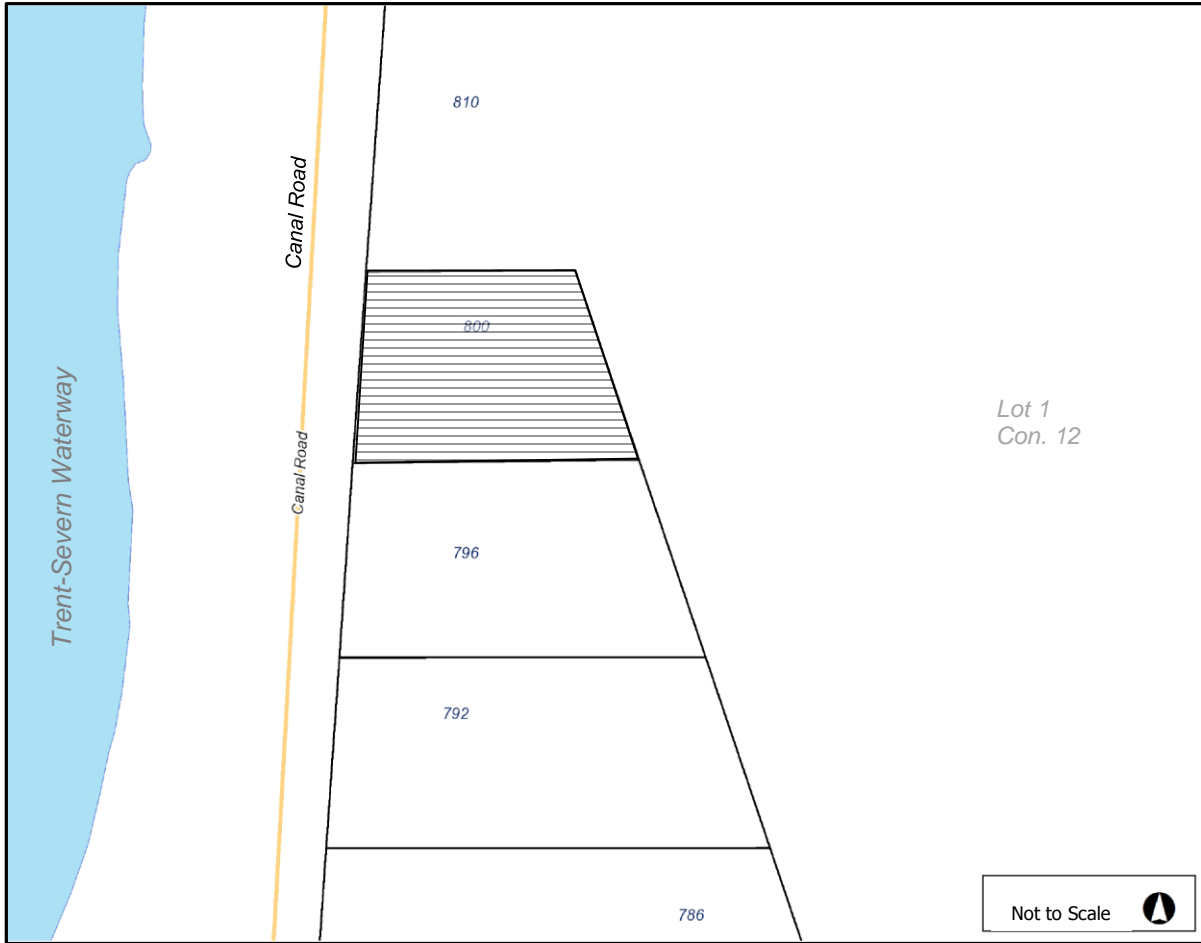 810
Canal Road
800
Trent-Severn Waterway
Lot 1
Con. 12
Canal Road
796
792
786
Not to Scale